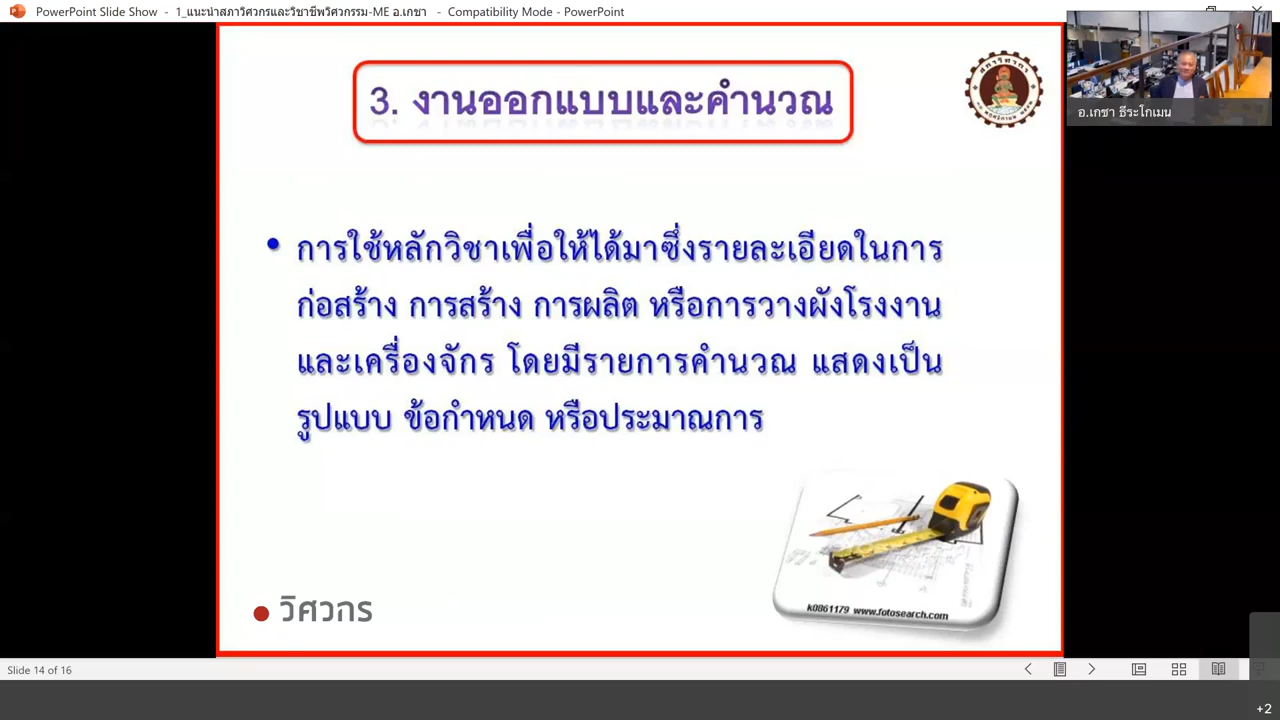 PowerPoint Slide Show - 1_แนะนำสภาวิศวกรและวิชาชีพวิศวกรรม-ME อ.เกชา - Compatibility Mode - PowerPoint
อ.เกชา ธีระโกเมน
สภาวิศวกร
3. งานออกแบบและคำนวณ
• การใช้หลักวิชาเพื่อให้ได้มาซึ่งรายละเอียดในการ
ก่อสร้าง การสร้าง การผลิต หรือการวางผังโรงงาน
และเครื่องจักร โดยมีรายการคำนวณ แสดงเป็น
รูปแบบ ข้อกำหนด หรือประมาณการ
k0861179 www.fotosearch.com
• วิศวกร
Slide 14 of 16
+2